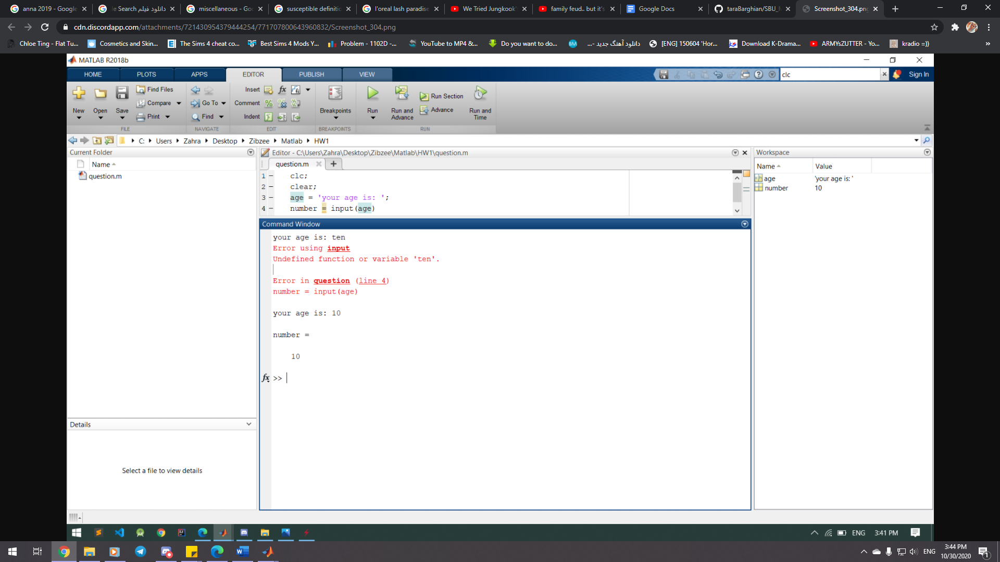 anna 2019 - Google
le Search دانلود فیلم
miscellaneous - Goo
susceptible definitio
l'oreal lash paradise
We Tried Jungkook'
family feud.. but it's
Google Docs
taraBarghian/SBU_M
Screenshot_304.png
cdn.discordapp.com/attachments/721430954379444254/771707800643960832/Screenshot_304.png
Chloe Ting - Flat Tu...
Cosmetics and Skin...
The Sims 4 cheat co...
Best Sims 4 Mods Y...
Problem - 1102D -...
YouTube to MP4 &...
Do you want to do...
دانلود آهنگ جدید -...
[ENG] 150604 'Hor...
Download K-Drama...
ARMYsZUTTER - Yo...
kradio =))
»
MATLAB R2018b
HOME PLOTS APPS EDITOR PUBLISH VIEW
clc
Sign In
New Open Save
Find Files
Compare
Print
Go To
Find
Insert
Comment
Indent
Breakpoints
Run
Run and Advance
Run Section
Advance
Run and Time
FILE NAVIGATE EDIT BREAKPOINTS RUN
C: Users Zahra Desktop Zibzee Matlab HW1
Current Folder
Name
question.m
Details
Select a file to view details
Editor - C:\Users\Zahra\Desktop\Zibzee\Matlab\HW1\question.m
question.m
1 - clc;
2 - clear;
3 - age = 'your age is: ';
4 - number = input(age)
Command Window
your age is: ten
Error using input
Undefined function or variable 'ten'.
Error in question (line 4)
number = input(age)
your age is: 10
number =
10
fx >>
Workspace
Name Value
age 'your age is: '
number 10
ENG 3:41 PM
ENG 3:44 PM
10/30/2020
1